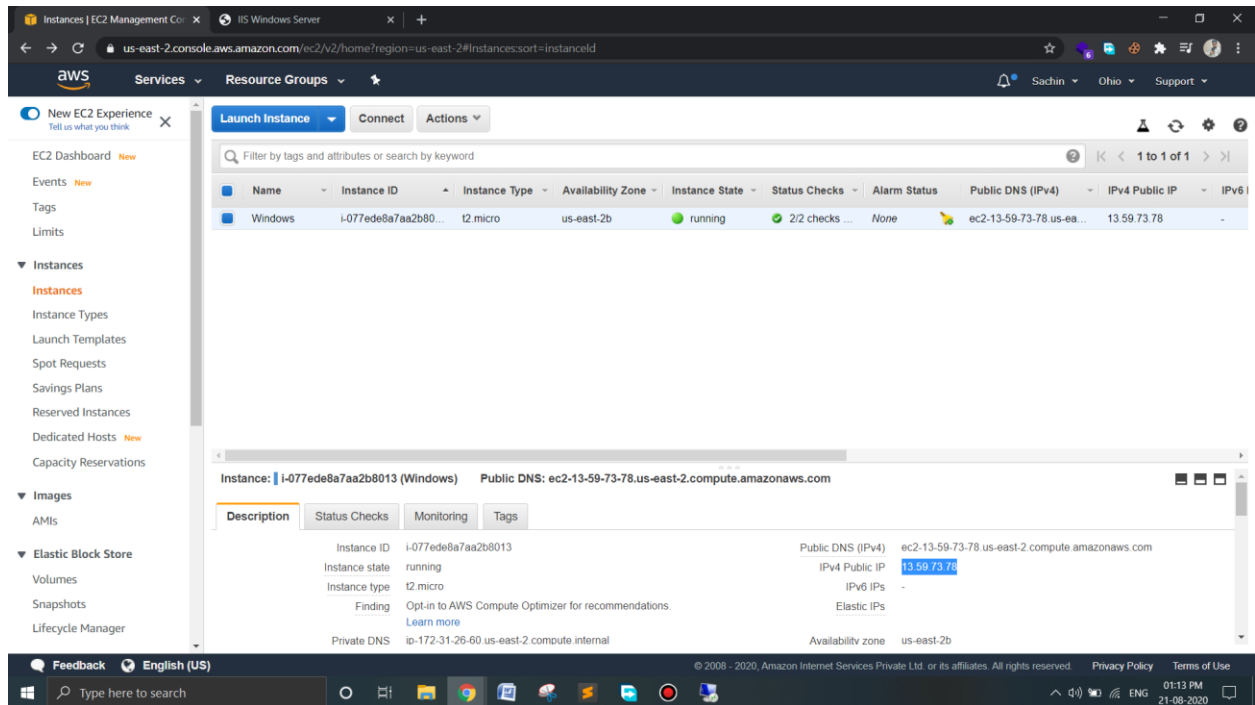 Instances | EC2 Management Con
IIS Windows Server
us-east-2.console.aws.amazon.com/ec2/v2/home?region=us-east-2#Instances:sort=instanceId
6
aws Services Resource Groups Sachin Ohio Support
New EC2 Experience
Tell us what you think
EC2 Dashboard New
Events New
Tags
Limits
Instances
Instances
Instance Types
Launch Templates
Spot Requests
Savings Plans
Reserved Instances
Dedicated Hosts New
Capacity Reservations
Images
AMIs
Elastic Block Store
Volumes
Snapshots
Lifecycle Manager
Launch Instance Connect Actions
Filter by tags and attributes or search by keyword 1 to 1 of 1
Name Instance ID Instance Type Availability Zone Instance State Status Checks Alarm Status Public DNS (IPv4) IPv4 Public IP IPv6
Windows i-077ede8a7aa2b80... t2.micro us-east-2b running 2/2 checks ... None ec2-13-59-73-78.us-ea... 13.59.73.78 -
Instance: i-077ede8a7aa2b8013 (Windows) Public DNS: ec2-13-59-73-78.us-east-2.compute.amazonaws.com
Description Status Checks Monitoring Tags
Instance ID i-077ede8a7aa2b8013 Public DNS (IPv4) ec2-13-59-73-78.us-east-2.compute.amazonaws.com
Instance state running IPv4 Public IP 13.59.73.78
Instance type t2.micro IPv6 IPs -
Finding Opt-in to AWS Compute Optimizer for recommendations. Elastic IPs
Learn more
Private DNS ip-172-31-26-60.us-east-2.compute.internal Availability zone us-east-2b
Feedback English (US) © 2008 - 2020, Amazon Internet Services Private Ltd. or its affiliates. All rights reserved. Privacy Policy Terms of Use
Type here to search ENG 01:13 PM
21-08-2020